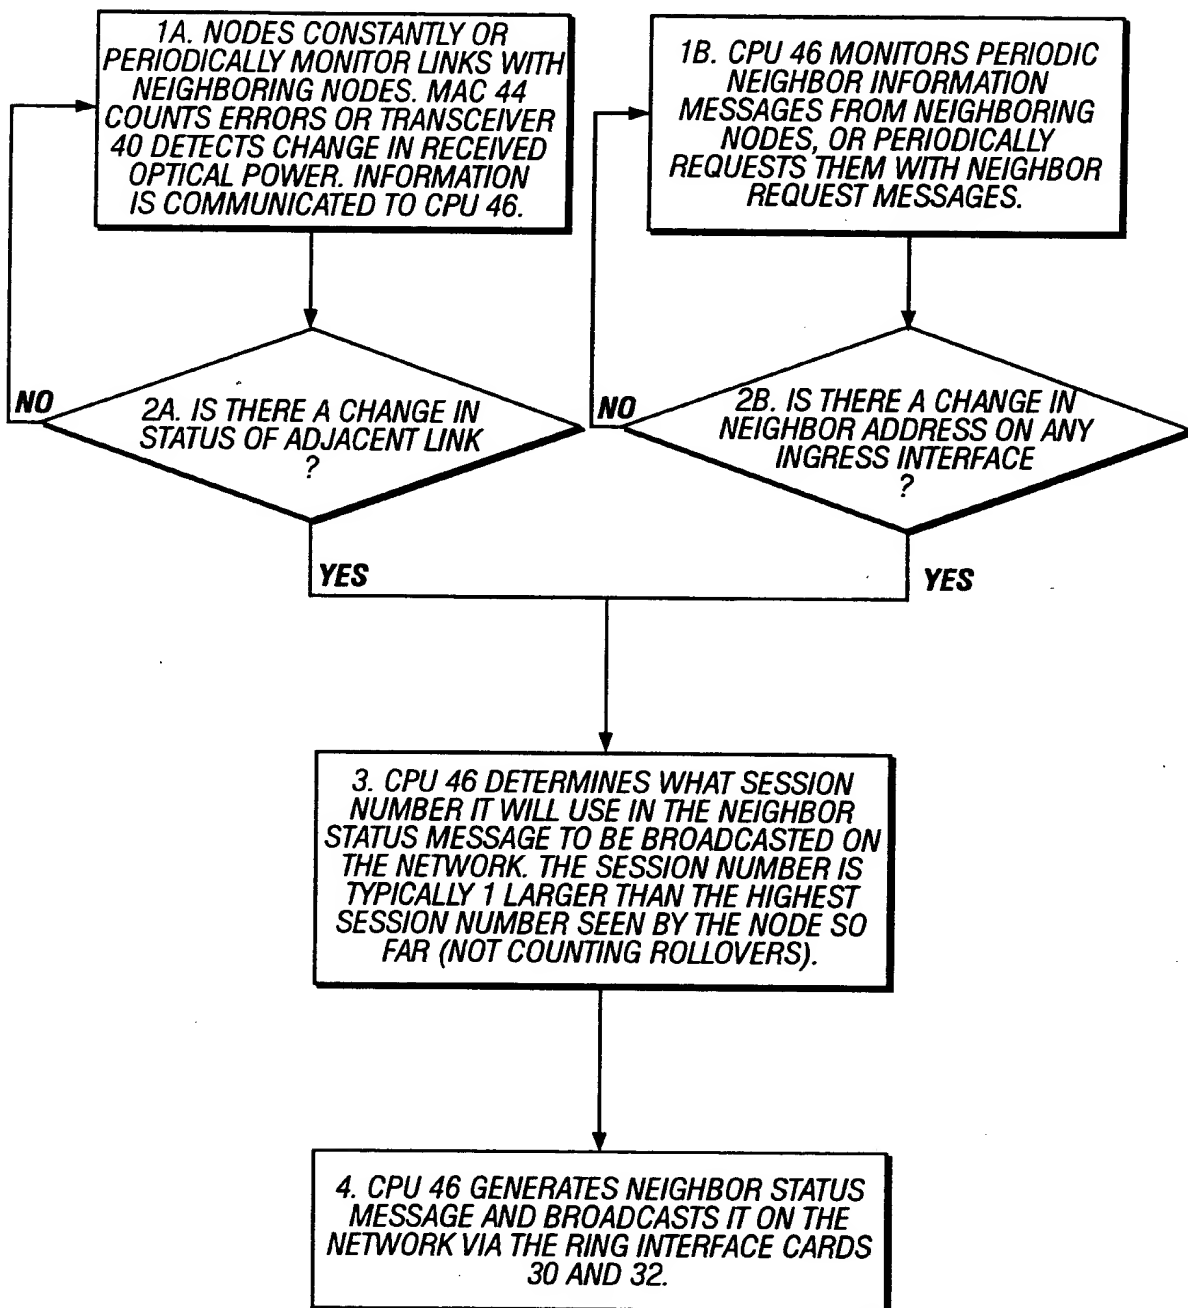 1A. NODES CONSTANTLY OR
PERIODICALLY MONITOR LINKS WITH
NEIGHBORING NODES. MAC 44
COUNTS ERRORS OR TRANSCEIVER
40 DETECTS CHANGE IN RECEIVED
OPTICAL POWER. INFORMATION
IS COMMUNICATED TO CPU 46.
1B. CPU 46 MONITORS PERIODIC
NEIGHBOR INFORMATION
MESSAGES FROM NEIGHBORING
NODES, OR PERIODICALLY
REQUESTS THEM WITH NEIGHBOR
REQUEST MESSAGES.
NO
2A. IS THERE A CHANGE IN
STATUS OF ADJACENT LINK
?
NO
2B. IS THERE A CHANGE IN
NEIGHBOR ADDRESS ON ANY
INGRESS INTERFACE
?
YES
YES
3. CPU 46 DETERMINES WHAT SESSION
NUMBER IT WILL USE IN THE NEIGHBOR
STATUS MESSAGE TO BE BROADCASTED ON
THE NETWORK. THE SESSION NUMBER IS
TYPICALLY 1 LARGER THAN THE HIGHEST
SESSION NUMBER SEEN BY THE NODE SO
FAR (NOT COUNTING ROLLOVERS).
4. CPU 46 GENERATES NEIGHBOR STATUS
MESSAGE AND BROADCASTS IT ON THE
NETWORK VIA THE RING INTERFACE CARDS
30 AND 32.